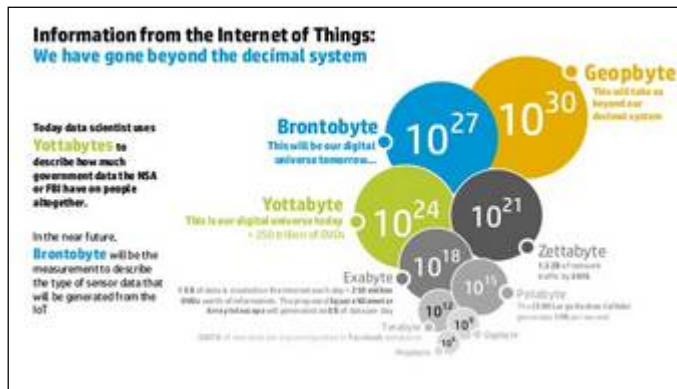 Information from the Internet of Things:
We have gone beyond the decimal system
Today data scientist uses
Yottabytes to
describe how much
government data the NSA
or FBI have on people
altogether.
In the near future,
Brontobyte will be the
measurement to describe
the type of sensor data that
will be generated from the
IoT
Geopbyte
This will take us
beyond our
decimal system
10^30
Brontobyte
This will be our digital
universe tomorrow...
10^27
Yottabyte
This is our digital universe today
= 250 trillion of DVDs
10^24
10^21
Zettabyte
10^18
Exabyte
10^15
Petabyte
10^12
Terabyte
10^9
Gigabyte
10^6
Megabyte